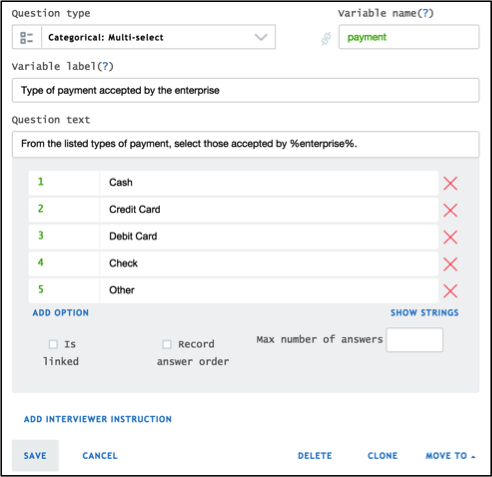 Question type
Variable name(?)
Categorical: Multi-select
payment
Variable label(?)
Type of payment accepted by the enterprise
Question text
From the listed types of payment, select those accepted by %enterprise%.
1 Cash
2 Credit Card
3 Debit Card
4 Check
5 Other
ADD OPTION
SHOW STRINGS
Is linked
Record answer order
Max number of answers
ADD INTERVIEWER INSTRUCTION
SAVE
CANCEL
DELETE
CLONE
MOVE TO